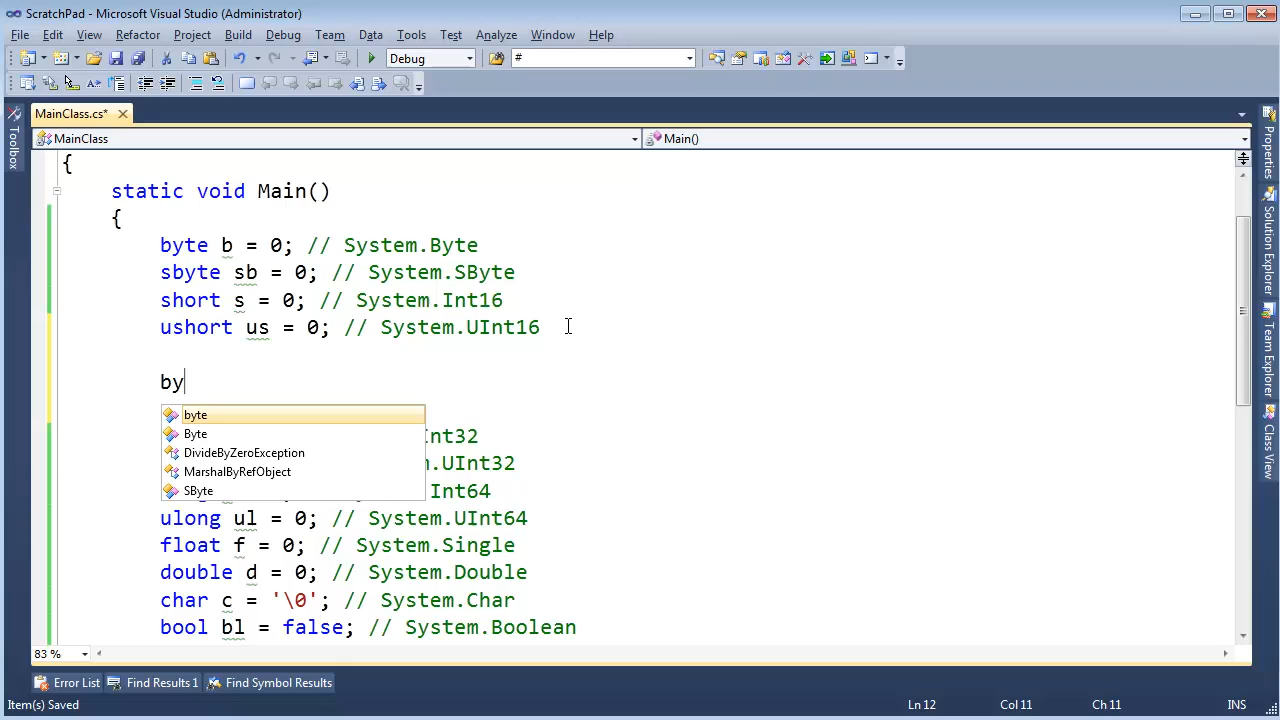 ScratchPad - Microsoft Visual Studio (Administrator)
File Edit View Refactor Project Build Debug Team Data Tools Test Analyze Window Help
Debug #
MainClass.cs*
MainClass Main()
Toolbox
Properties
Solution Explorer
Team Explorer
Class View
{
static void Main()
{
byte b = 0; // System.Byte
sbyte sb = 0; // System.SByte
short s = 0; // System.Int16
ushort us = 0; // System.UInt16
by
byte
Byte
DivideByZeroException
MarshalByRefObject
SByte
Int32
.UInt32
Int64
ulong ul = 0; // System.UInt64
float f = 0; // System.Single
double d = 0; // System.Double
char c = '\0'; // System.Char
bool bl = false; // System.Boolean
83 %
Error List Find Results 1 Find Symbol Results
Item(s) Saved Ln 12 Col 11 Ch 11 INS